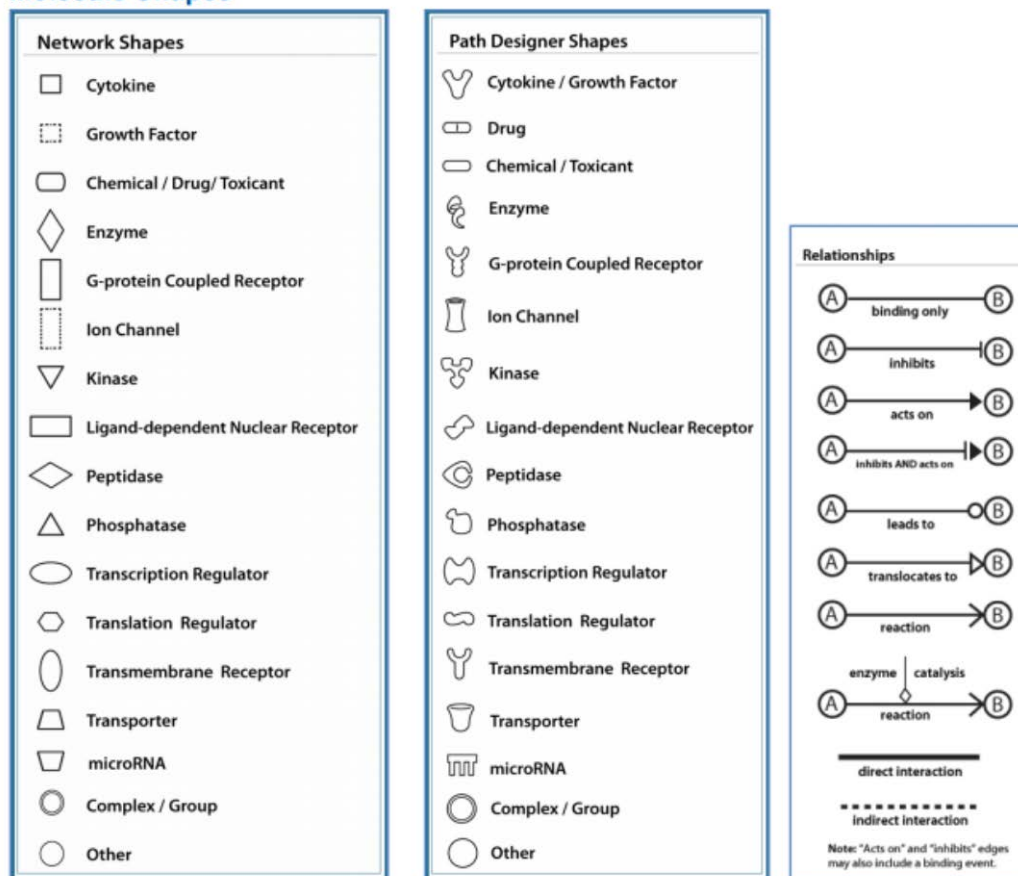 Network Shapes
Cytokine
Growth Factor
Chemical / Drug/ Toxicant
Enzyme
G-protein Coupled Receptor
Ion Channel
Kinase
Ligand-dependent Nuclear Receptor
Peptidase
Phosphatase
Transcription Regulator
Translation Regulator
Transmembrane Receptor
Transporter
microRNA
Complex / Group
Other
Path Designer Shapes
Cytokine / Growth Factor
Drug
Chemical / Toxicant
Enzyme
G-protein Coupled Receptor
Ion Channel
Kinase
Ligand-dependent Nuclear Receptor
Peptidase
Phosphatase
Transcription Regulator
Translation Regulator
Transmembrane Receptor
Transporter
microRNA
Complex / Group
Other
Relationships
A B
binding only
A B
inhibits
A B
acts on
A B
inhibits AND acts on
A B
leads to
A B
translocates to
A B
reaction
enzyme catalysis
A B
reaction
direct interaction
indirect interaction
Note: "Acts on" and "inhibits" edges
may also include a binding event.